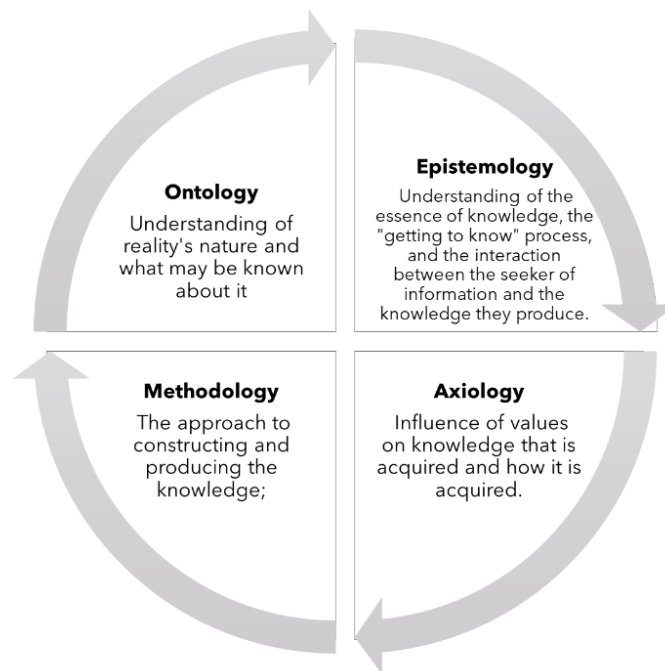 Ontology
Understanding of
reality's nature and
what may be known
about it
Epistemology
Understanding of the
essence of knowledge, the
"getting to know" process,
and the interaction
between the seeker of
information and the
knowledge they produce.
Methodology
The approach to
constructing and
producing the
knowledge;
Axiology
Influence of values
on knowledge that is
acquired and how it is
acquired.